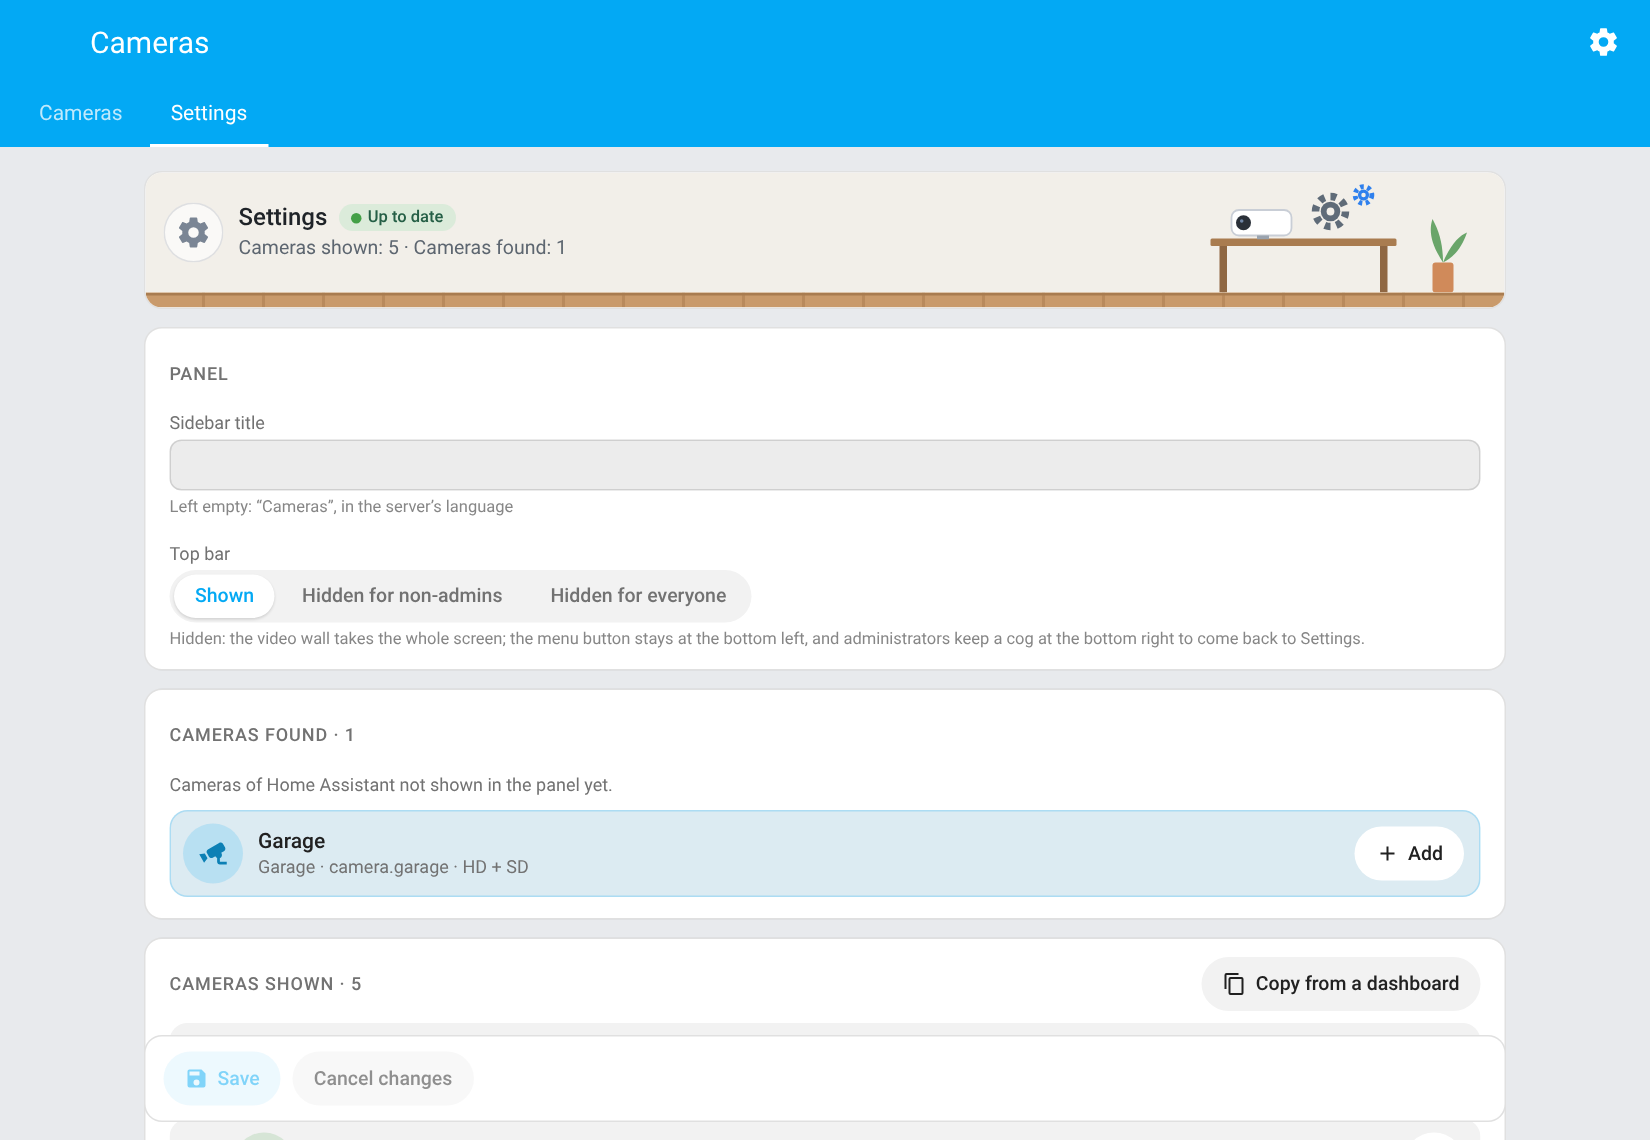 Cameras
Cameras
Settings
Settings
Up to date
Cameras shown: 5 · Cameras found: 1
PANEL
Sidebar title
Left empty: “Cameras”, in the server’s language
Top bar
Shown
Hidden for non-admins
Hidden for everyone
Hidden: the video wall takes the whole screen; the menu button stays at the bottom left, and administrators keep a cog at the bottom right to come back to Settings.
CAMERAS FOUND · 1
Cameras of Home Assistant not shown in the panel yet.
Garage
Garage · camera.garage · HD + SD
Add
CAMERAS SHOWN · 5
Copy from a dashboard
Save
Cancel changes